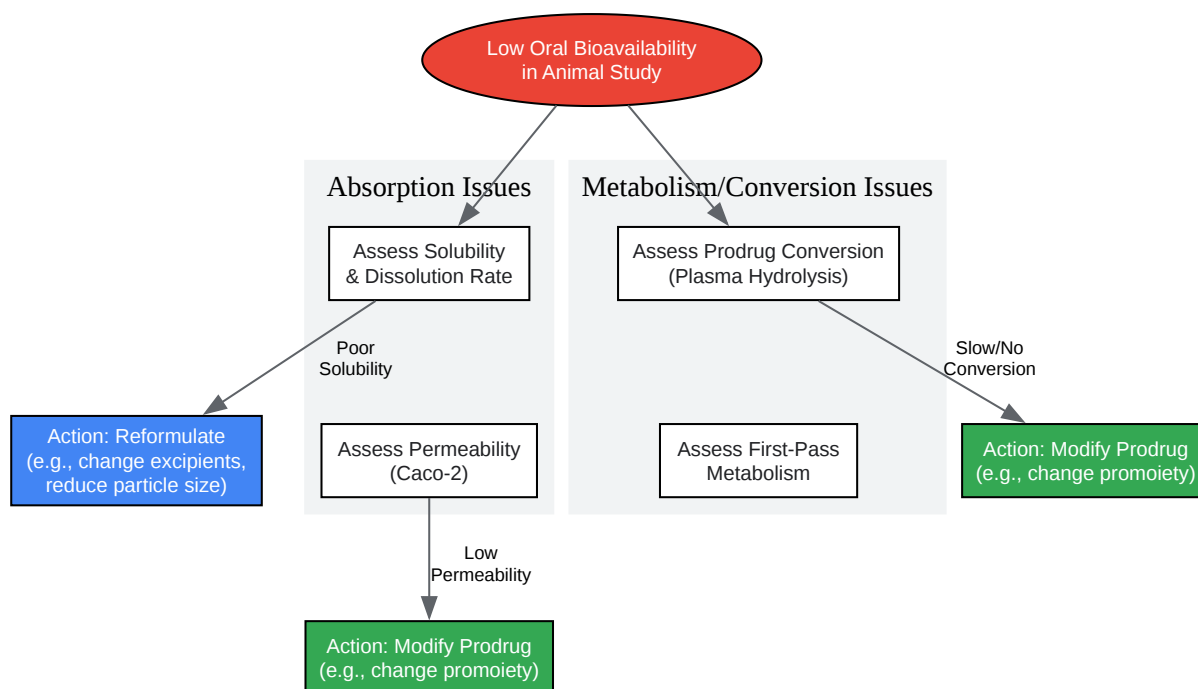 Low Oral Bioavailability
in Animal Study
Absorption Issues
Metabolism/Conversion Issues
Assess Solubility
& Dissolution Rate
Assess Prodrug Conversion
(Plasma Hydrolysis)
Poor
Solubility
Slow/No
Conversion
Action: Reformulate
(e.g., change excipients,
reduce particle size)
Assess Permeability
(Caco-2)
Assess First-Pass
Metabolism
Action: Modify Prodrug
(e.g., change promoiety)
Low
Permeability
Action: Modify Prodrug
(e.g., change promoiety)